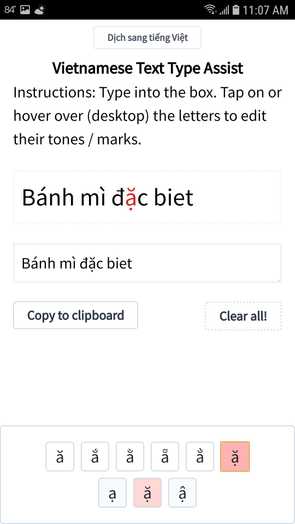 84° 11:07 AM
Dịch sang tiếng Việt
Vietnamese Text Type Assist
Instructions: Type into the box. Tap on or
hover over (desktop) the letters to edit
their tones / marks.
Bánh mì đặc biet
Bánh mì đặc biet
Copy to clipboard Clear all!
ă ắ ằ ẵ ẳ ặ
ạ ặ ậ